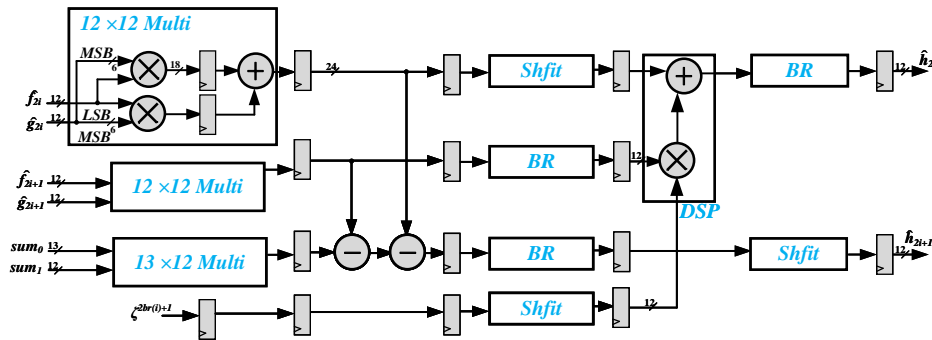 12 ×12 Multi
MSB
6
18
f̂2i
12
ĝ2i
12
LSB
6
MSB
24
Shfit
BR
ĥ2
12
f̂2i+1
12
ĝ2i+1
12
12 ×12 Multi
BR
12
DSP
sum0
13
sum1
12
13 ×12 Multi
BR
Shfit
ĥ2i+1
12
ζ2br(i)+1
Shfit
12